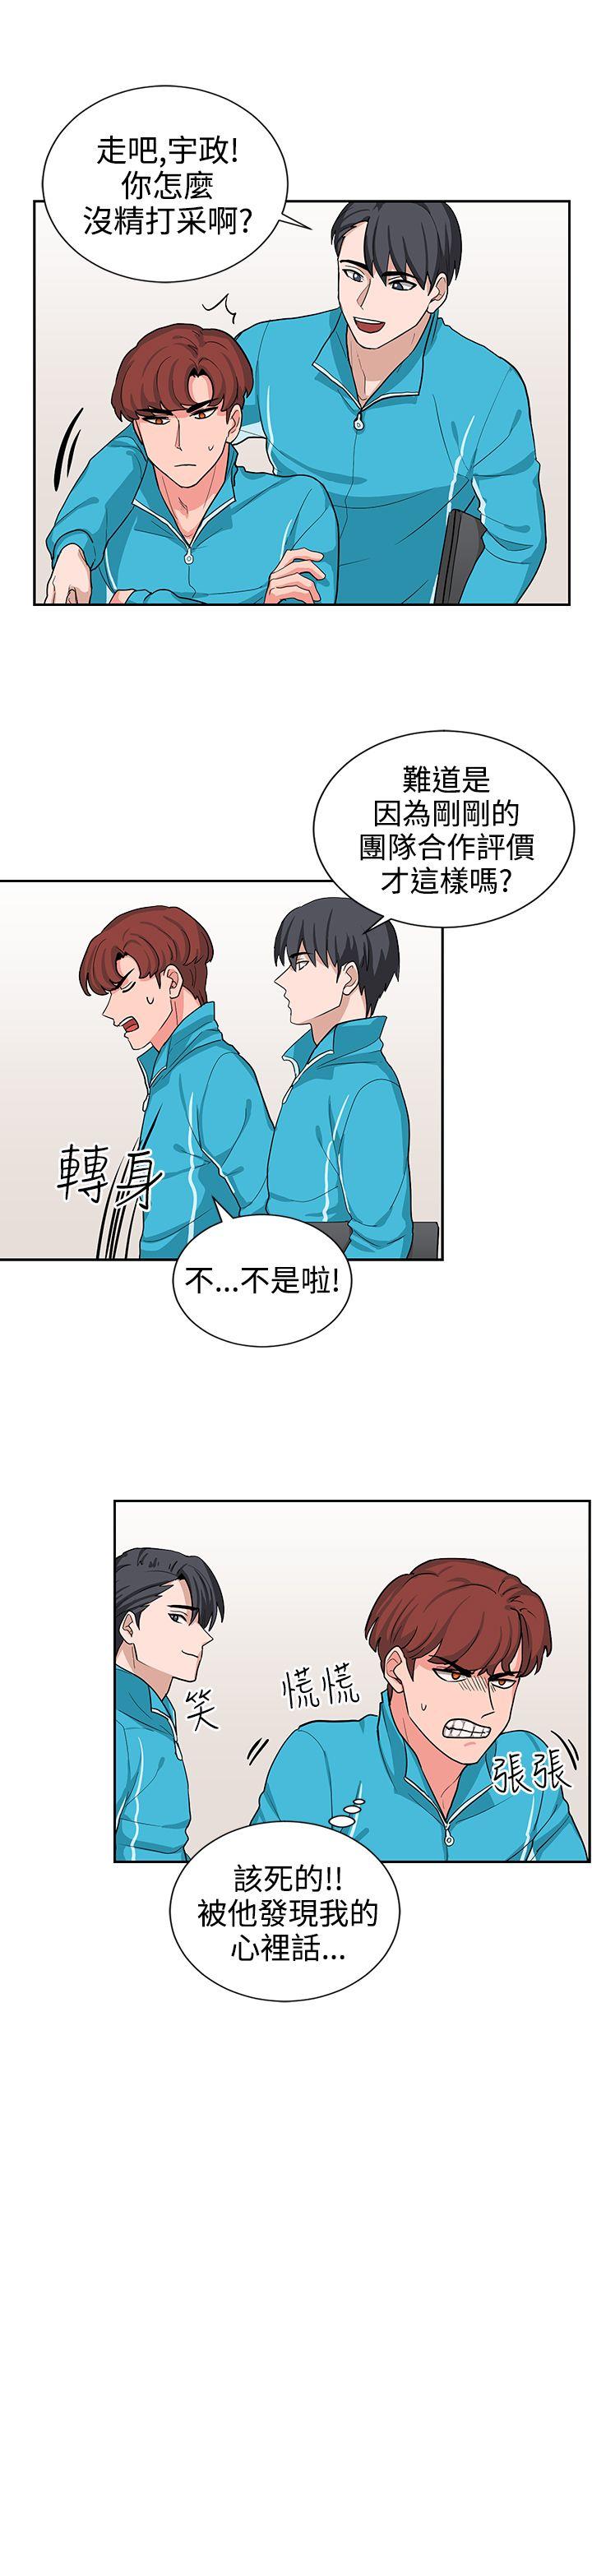 走吧,宇政!
你怎麼
沒精打采啊?
難道是
因為剛剛的
團隊合作評價
才這樣嗎?
轉身
不...不是啦!
笑
慌慌
張張
該死的!!
被他發現我的
心裡話...